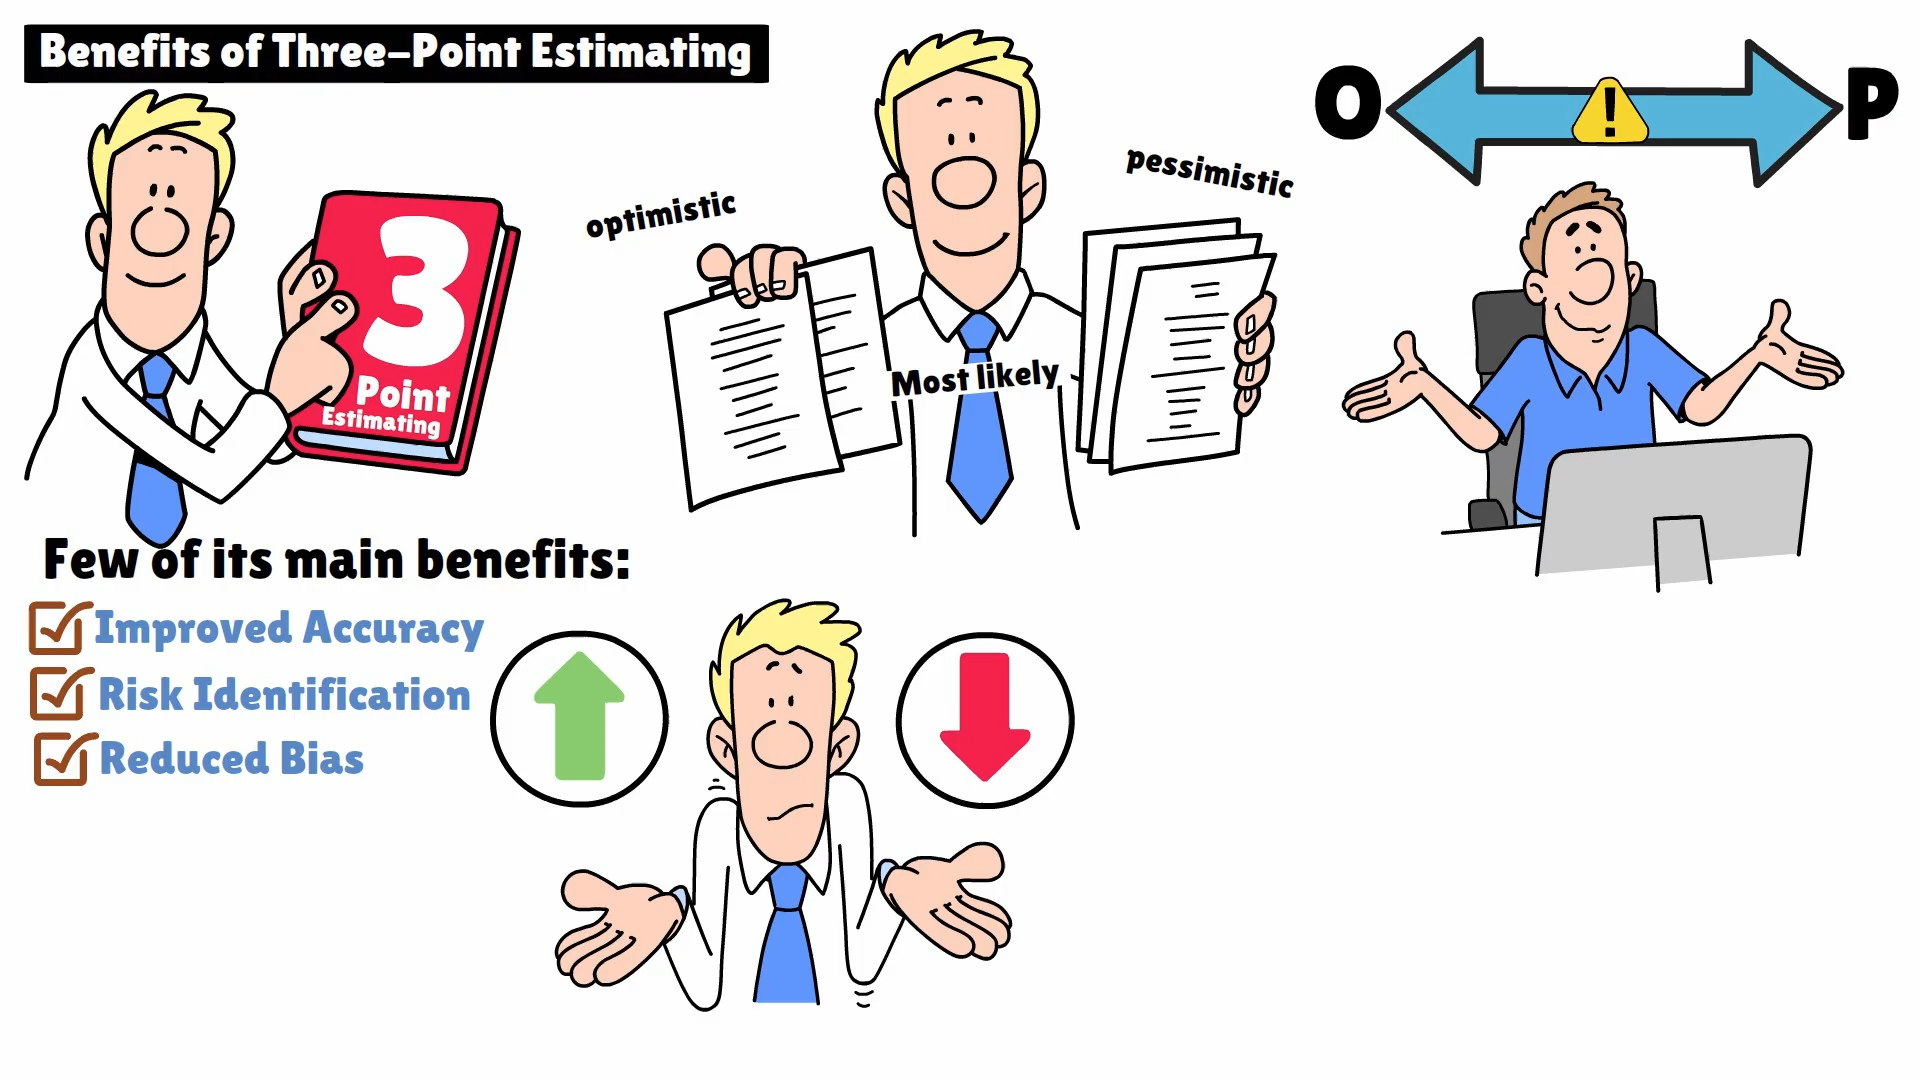 Benefits of Three-Point Estimating
3
Point
Estimating
optimistic
Most likely
pessimistic
O
!
P
Few of its main benefits:
Improved Accuracy
Risk Identification
Reduced Bias